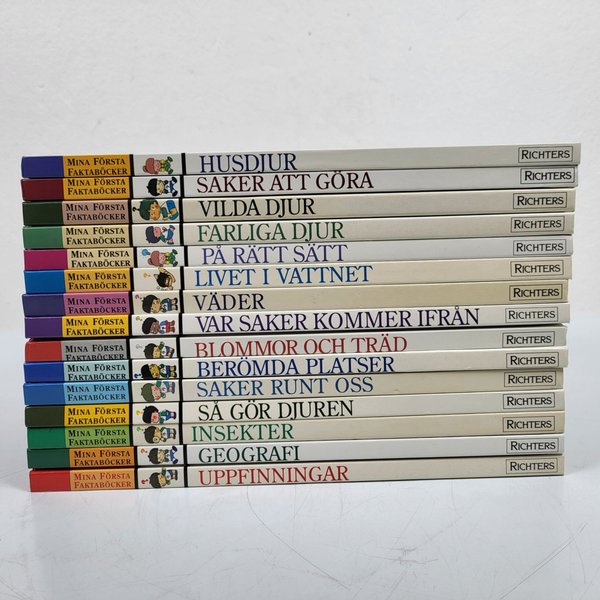 MINA FÖRSTA
FAKTABÖCKER
HUSDJUR
RICHTERS
MINA FÖRSTA
FAKTABÖCKER
SAKER ATT GÖRA
RICHTERS
MINA FÖRSTA
FAKTABÖCKER
VILDA DJUR
RICHTERS
MINA FÖRSTA
FAKTABÖCKER
FARLIGA DJUR
RICHTERS
MINA FÖRSTA
FAKTABÖCKER
PÅ RÄTT SÄTT
RICHTERS
MINA FÖRSTA
FAKTABÖCKER
LIVET I VATTNET
RICHTERS
MINA FÖRSTA
FAKTABÖCKER
VÄDER
RICHTERS
MINA FÖRSTA
FAKTABÖCKER
VAR SAKER KOMMER IFRÅN
RICHTERS
MINA FÖRSTA
FAKTABÖCKER
BLOMMOR OCH TRÄD
RICHTERS
MINA FÖRSTA
FAKTABÖCKER
BERÖMDA PLATSER
RICHTERS
MINA FÖRSTA
FAKTABÖCKER
SAKER RUNT OSS
RICHTERS
MINA FÖRSTA
FAKTABÖCKER
SÅ GÖR DJUREN
RICHTERS
MINA FÖRSTA
FAKTABÖCKER
INSEKTER
RICHTERS
MINA FÖRSTA
FAKTABÖCKER
GEOGRAFI
RICHTERS
MINA FÖRSTA
FAKTABÖCKER
UPPFINNINGAR
RICHTERS